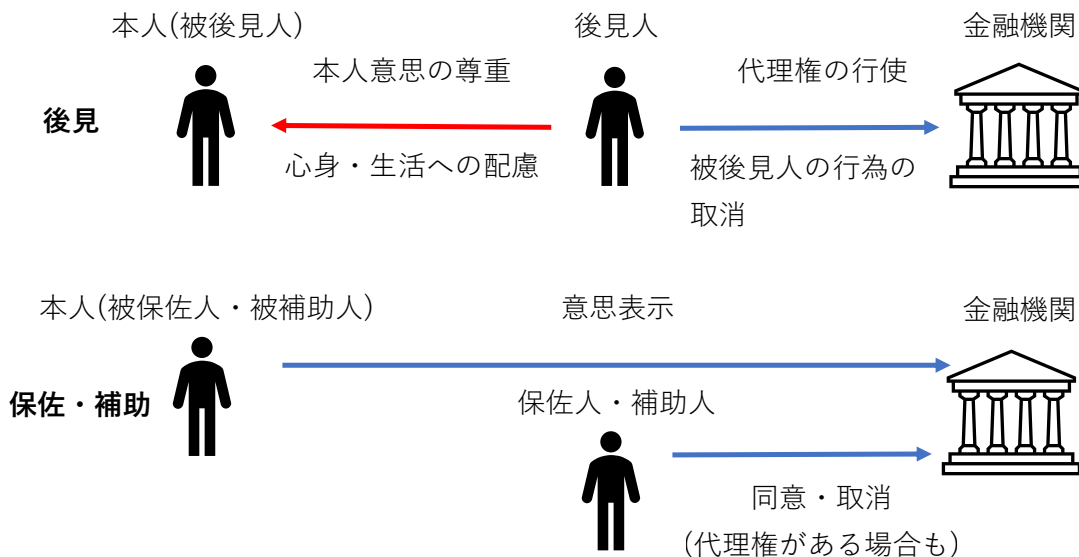 本人(被後見人)
後見人
金融機関
本人意思の尊重
代理権の行使
後見
心身・生活への配慮
被後見人の行為の
取消
本人(被保佐人・被補助人)
意思表示
金融機関
保佐・補助
保佐人・補助人
同意・取消
(代理権がある場合も)